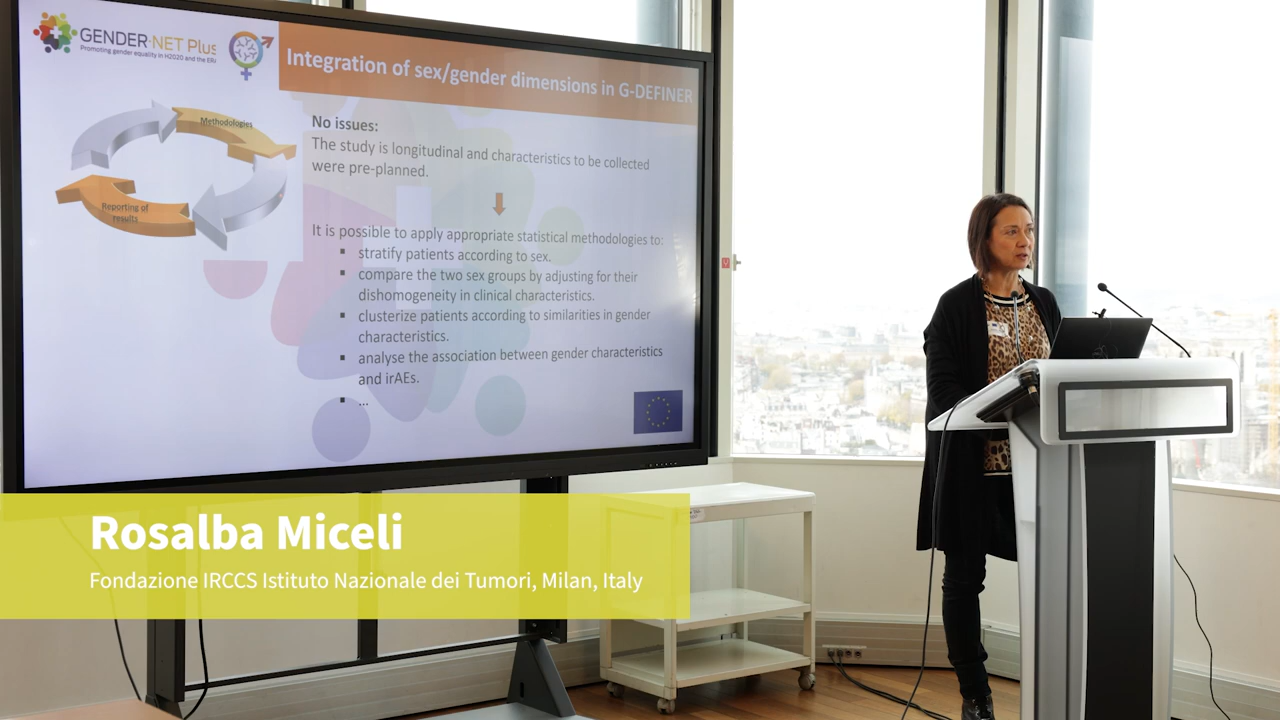 GENDER·NET Plus
Promoting gender equality in H2020 and the ERA
Integration of sex/gender dimensions in G-DEFINER
Methodologies
Reporting of
results
No issues:
The study is longitudinal and characteristics to be collected
were pre-planned.
It is possible to apply appropriate statistical methodologies to:
▪ stratify patients according to sex.
▪ compare the two sex groups by adjusting for their
dishomogeneity in clinical characteristics.
▪ clusterize patients according to similarities in gender
characteristics.
▪ analyse the association between gender characteristics
and irAEs.
▪ ...
Rosalba Miceli
Fondazione IRCCS Istituto Nazionale dei Tumori, Milan, Italy